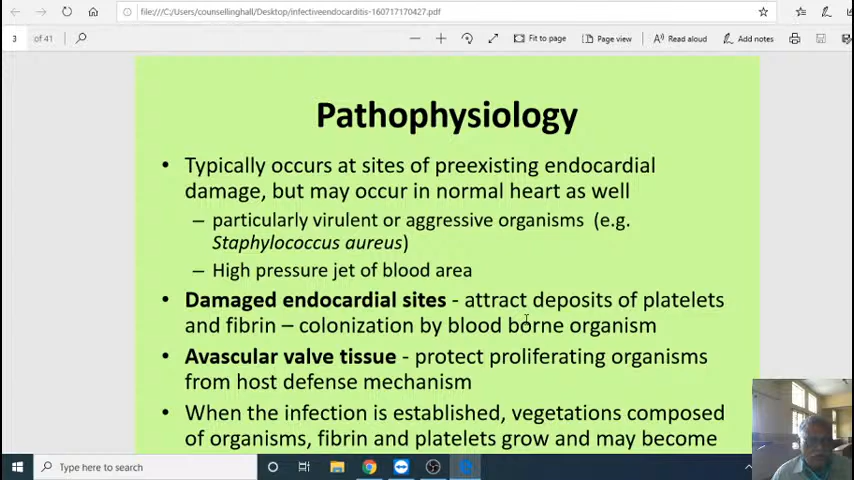 file:///C:/Users/counsellinghall/Desktop/infectiveendocarditis-160717170427.pdf
3 of 41 Fit to page Page view Read aloud Add notes
Pathophysiology
• Typically occurs at sites of preexisting endocardial
damage, but may occur in normal heart as well
– particularly virulent or aggressive organisms (e.g.
Staphylococcus aureus)
– High pressure jet of blood area
• Damaged endocardial sites - attract deposits of platelets
and fibrin – colonization by blood borne organism
• Avascular valve tissue - protect proliferating organisms
from host defense mechanism
• When the infection is established, vegetations composed
of organisms, fibrin and platelets grow and may become
Type here to search